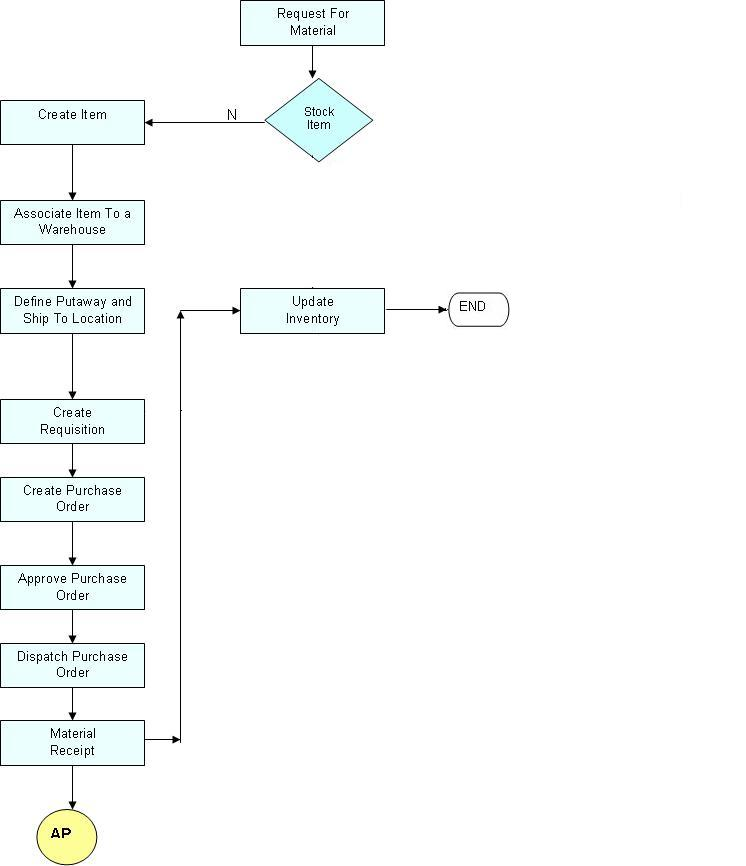 Request For
Material
Stock
Item
N
Create Item
Associate Item To a
Warehouse
Define Putaway and
Ship To Location
Update
Inventory
END
Create
Requisition
Create Purchase
Order
Approve Purchase
Order
Dispatch Purchase
Order
Material
Receipt
AP